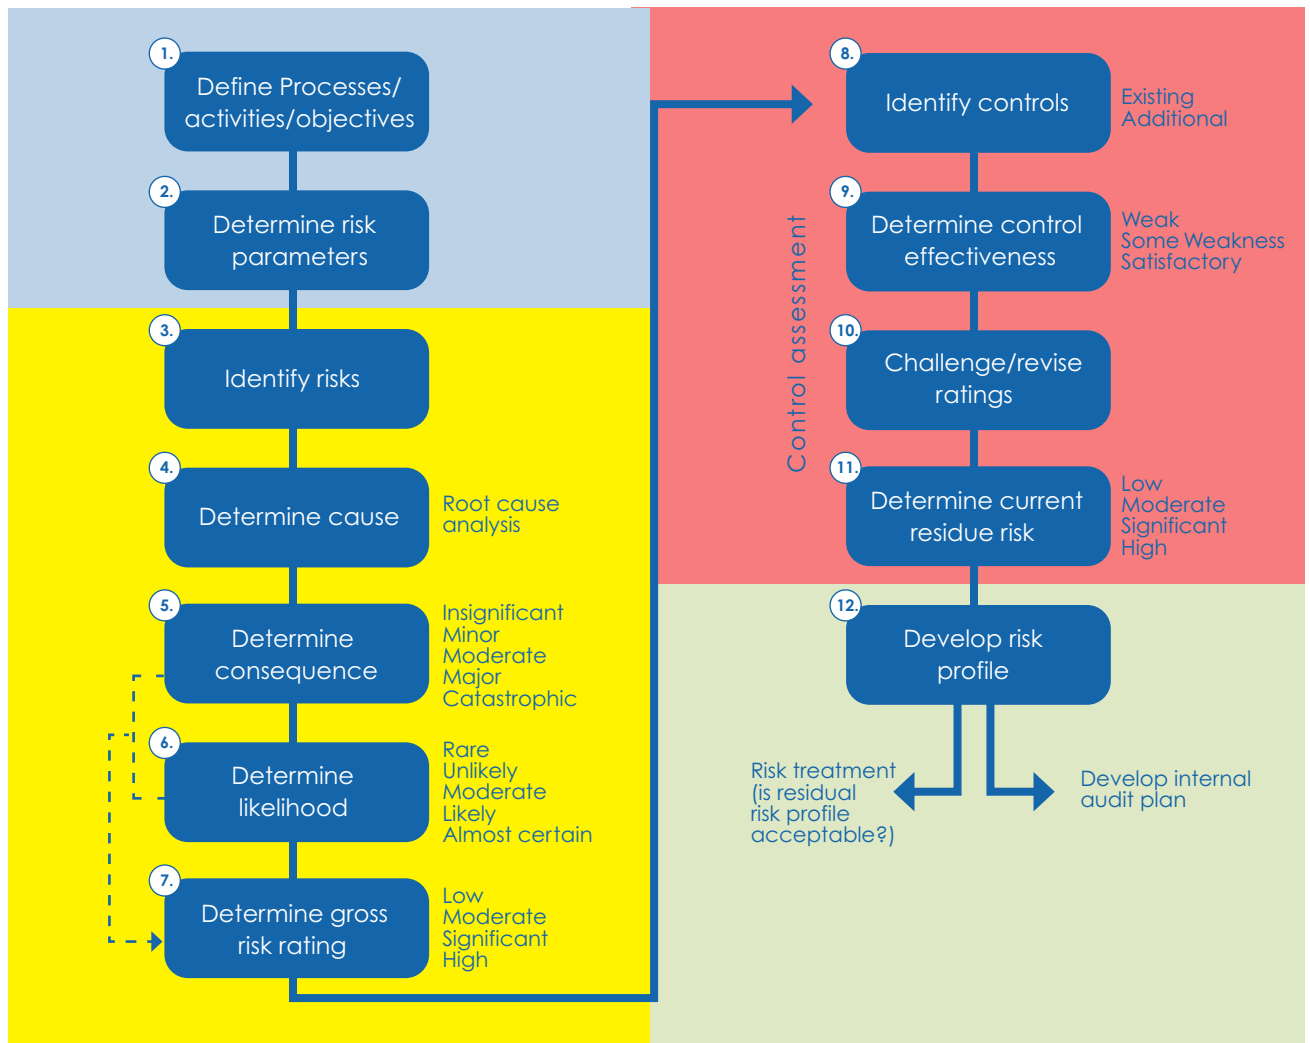 1.
Define Processes/
activities/objectives
2.
Determine risk
parameters
3.
Identify risks
4.
Determine cause
Root cause
analysis
5.
Determine
consequence
Insignificant
Minor
Moderate
Major
Catastrophic
6.
Determine
likelihood
Rare
Unlikely
Moderate
Likely
Almost certain
7.
Determine gross
risk rating
Low
Moderate
Significant
High
Control assessment
8.
Identify controls
Existing
Additional
9.
Determine control
effectiveness
Weak
Some Weakness
Satisfactory
10.
Challenge/revise
ratings
11.
Determine current
residue risk
Low
Moderate
Significant
High
12.
Develop risk
profile
Risk treatment
(is residual
risk profile
acceptable?)
Develop internal
audit plan